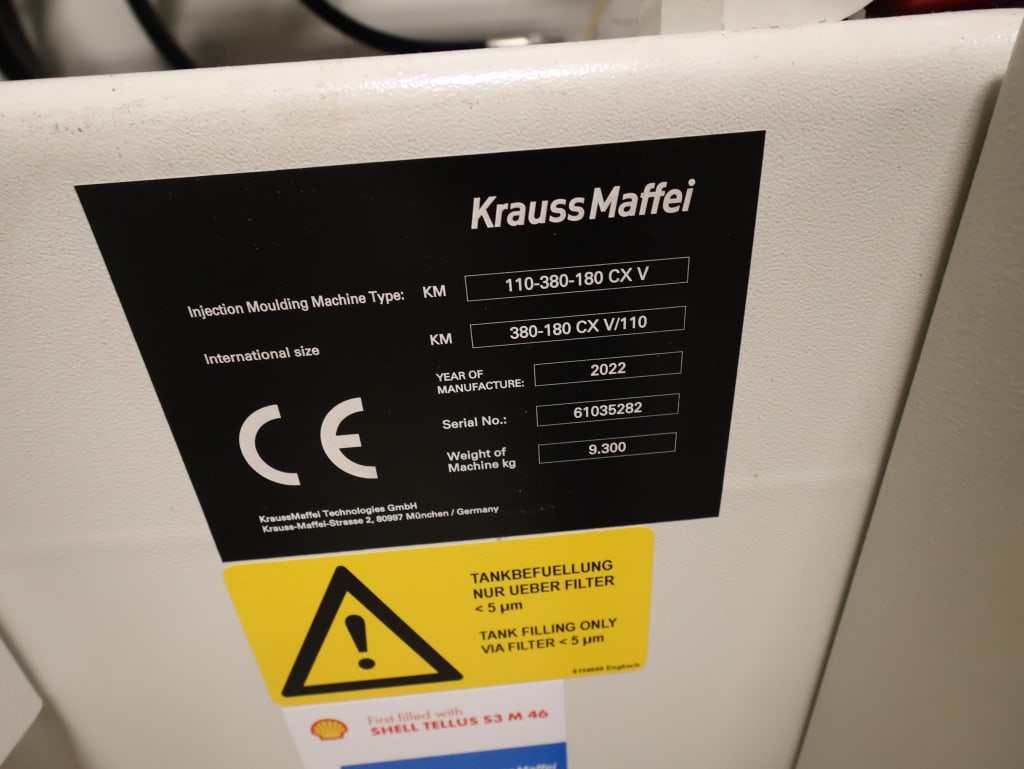 Krauss Maffei
Injection Moulding Machine Type: KM 110-380-180 CX V
International size KM 380-180 CX V/110
YEAR OF
MANUFACTURE: 2022
Serial No.: 61035282
Weight of
Machine kg 9.300
CE
KraussMaffei Technologies GmbH
Krauss-Maffei-Strasse 2, 80997 München / Germany
TANKBEFUELLUNG
NUR UEBER FILTER
< 5 µm
TANK FILLING ONLY
VIA FILTER < 5 µm
Englisch
First filled with
SHELL TELLUS S3 M 46